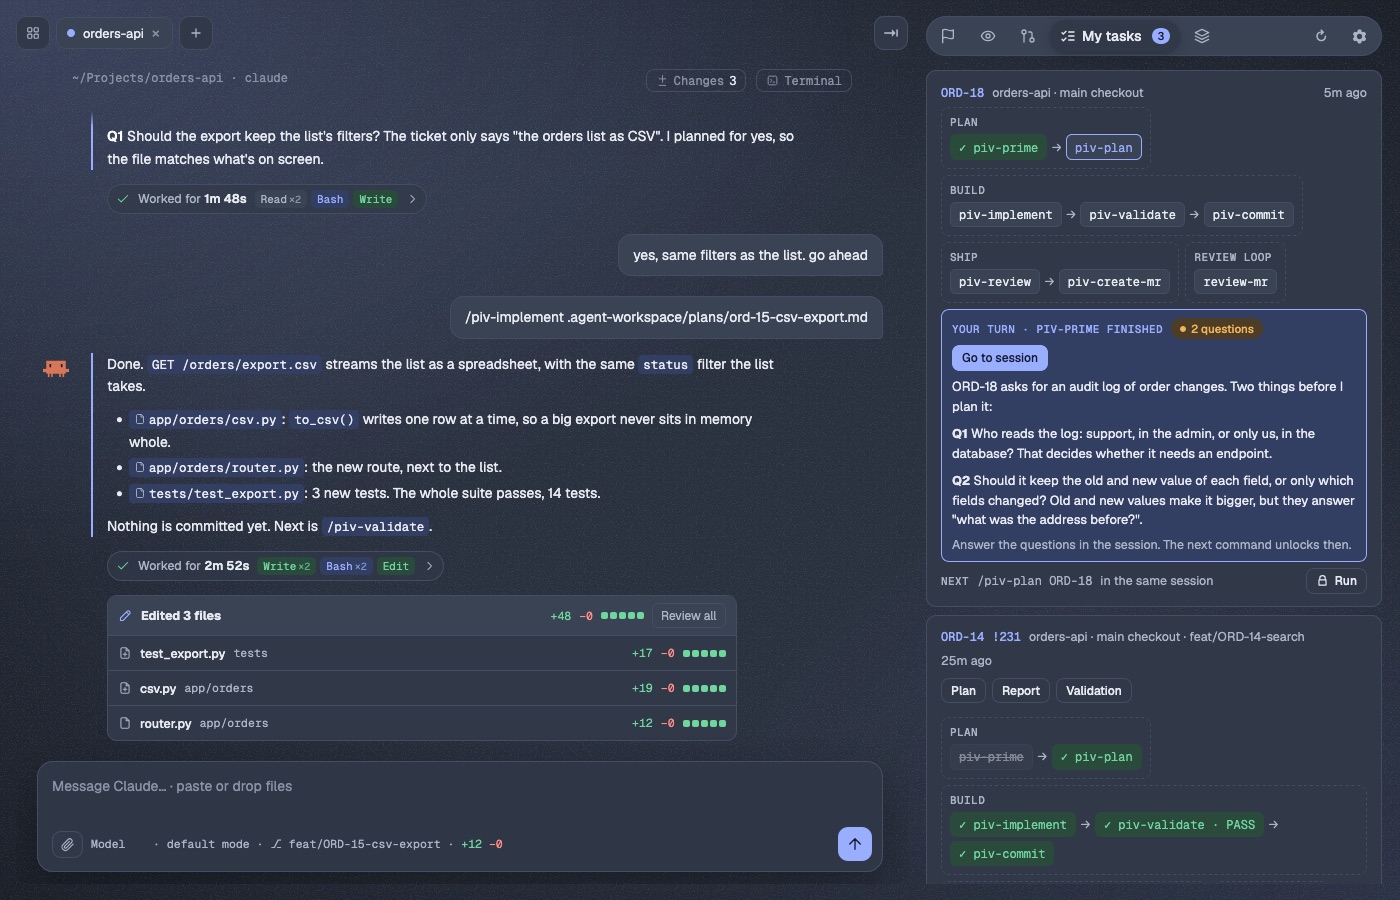 orders-api ×
+
My tasks 3
~/Projects/orders-api · claude
Changes 3
Terminal
Q1 Should the export keep the list's filters? The ticket only says "the orders list as CSV". I planned for yes, so
the file matches what's on screen.
Worked for 1m 48s Read×2 Bash Write
yes, same filters as the list. go ahead
/piv-implement .agent-workspace/plans/ord-15-csv-export.md
Done. GET /orders/export.csv streams the list as a spreadsheet, with the same status filter the list
takes.
• app/orders/csv.py: to_csv() writes one row at a time, so a big export never sits in memory
whole.
• app/orders/router.py: the new route, next to the list.
• tests/test_export.py: 3 new tests. The whole suite passes, 14 tests.
Nothing is committed yet. Next is /piv-validate.
Worked for 2m 52s Write×2 Bash×2 Edit
Edited 3 files +48 −0 Review all
test_export.py tests +17 −0
csv.py app/orders +19 −0
router.py app/orders +12 −0
Message Claude… · paste or drop files
Model · default mode · feat/ORD-15-csv-export · +12 −0
ORD-18 orders-api · main checkout 5m ago
PLAN
✓ piv-prime → piv-plan
BUILD
piv-implement → piv-validate → piv-commit
SHIP REVIEW LOOP
piv-review → piv-create-mr review-mr
YOUR TURN · PIV-PRIME FINISHED 2 questions
Go to session
ORD-18 asks for an audit log of order changes. Two things before I
plan it:
Q1 Who reads the log: support, in the admin, or only us, in the
database? That decides whether it needs an endpoint.
Q2 Should it keep the old and new value of each field, or only which
fields changed? Old and new values make it bigger, but they answer
"what was the address before?".
Answer the questions in the session. The next command unlocks then.
NEXT /piv-plan ORD-18 in the same session Run
ORD-14 !231 orders-api · main checkout · feat/ORD-14-search
25m ago
Plan Report Validation
PLAN
piv-prime → ✓ piv-plan
BUILD
✓ piv-implement → ✓ piv-validate · PASS →
✓ piv-commit